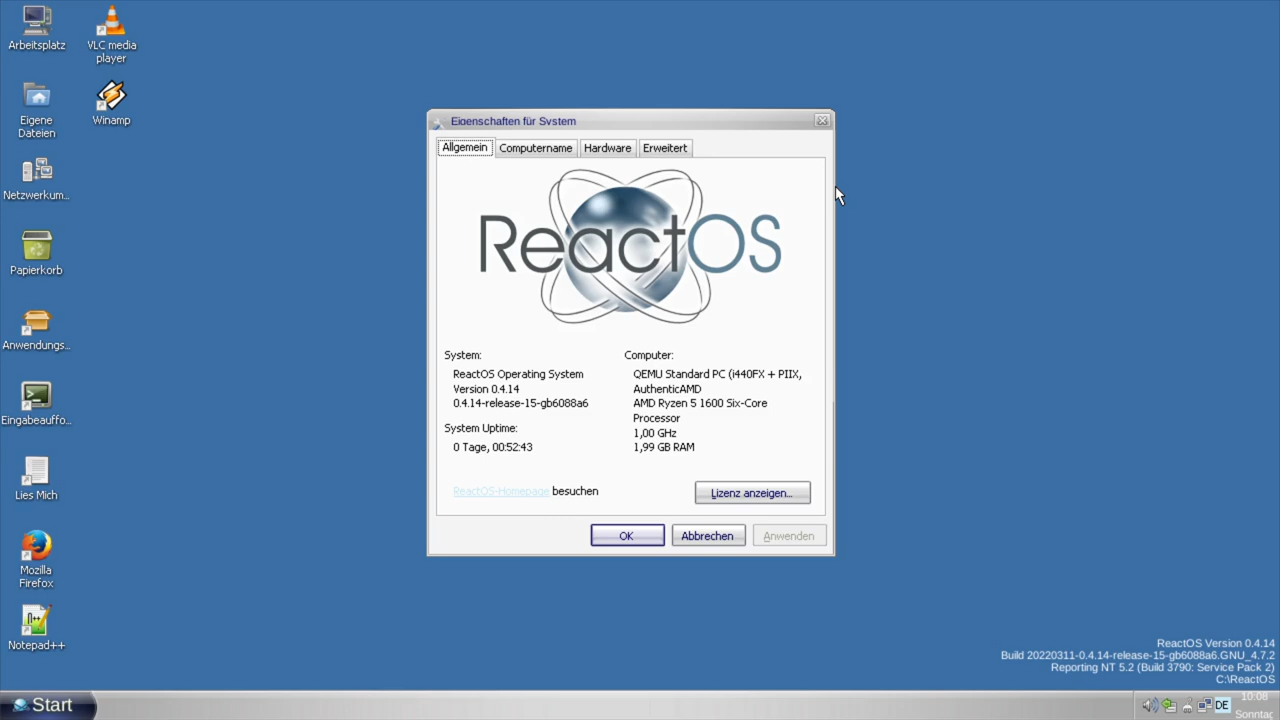 Arbeitsplatz
VLC media
player
Eigene
Dateien
Winamp
Netzwerkum...
Papierkorb
Anwendungs...
Eingabeauffo...
Lies Mich
Mozilla
Firefox
Notepad++
Eigenschaften für System
Allgemein
Computername
Hardware
Erweitert
ReactOS
System:
ReactOS Operating System
Version 0.4.14
0.4.14-release-15-gb6088a6
System Uptime:
0 Tage, 00:52:43
Computer:
QEMU Standard PC (i440FX + PIIX,
AuthenticAMD
AMD Ryzen 5 1600 Six-Core
Processor
1,00 GHz
1,99 GB RAM
ReactOS-Homepage besuchen
Lizenz anzeigen...
OK
Abbrechen
Anwenden
ReactOS Version 0.4.14
Build 20220311-0.4.14-release-15-gb6088a6.GNU_4.7.2
Reporting NT 5.2 (Build 3790: Service Pack 2)
C:\ReactOS
Start
DE
10:08
Sonntag